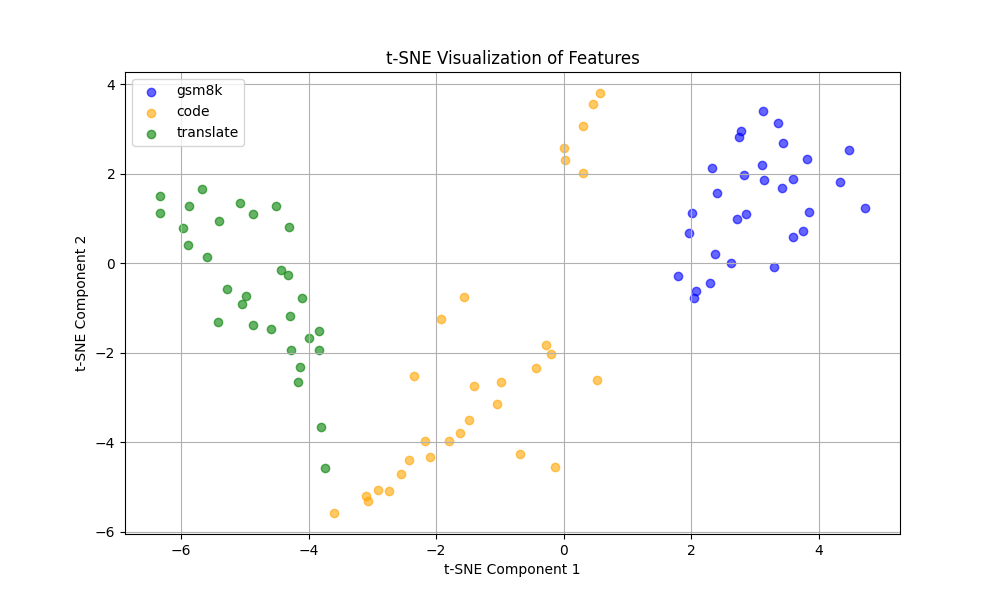 t-SNE Visualization of Features
gsm8k
code
translate
t-SNE Component 2
4
2
0
−2
−4
−6
−6
−4
−2
0
2
4
t-SNE Component 1